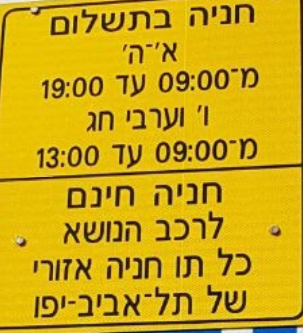 חניה בתשלום
א'-ה'
מ-09:00 עד 19:00
ו' וערבי חג
מ-09:00 עד 13:00
חניה חינם
לרכב הנושא
כל תו חניה אזורי
של תל-אביב-יפו